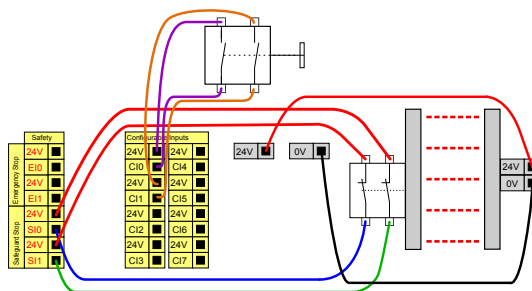 Safety
Emergency Stop
24V
EI0
24V
EI1
Safeguard Stop
24V
SI0
24V
SI1
Configurable Inputs
24V 24V
CI0 CI4
24V 24V
CI1 CI5
24V 24V
CI2 CI6
24V 24V
CI3 CI7
24V 0V
24V
0V